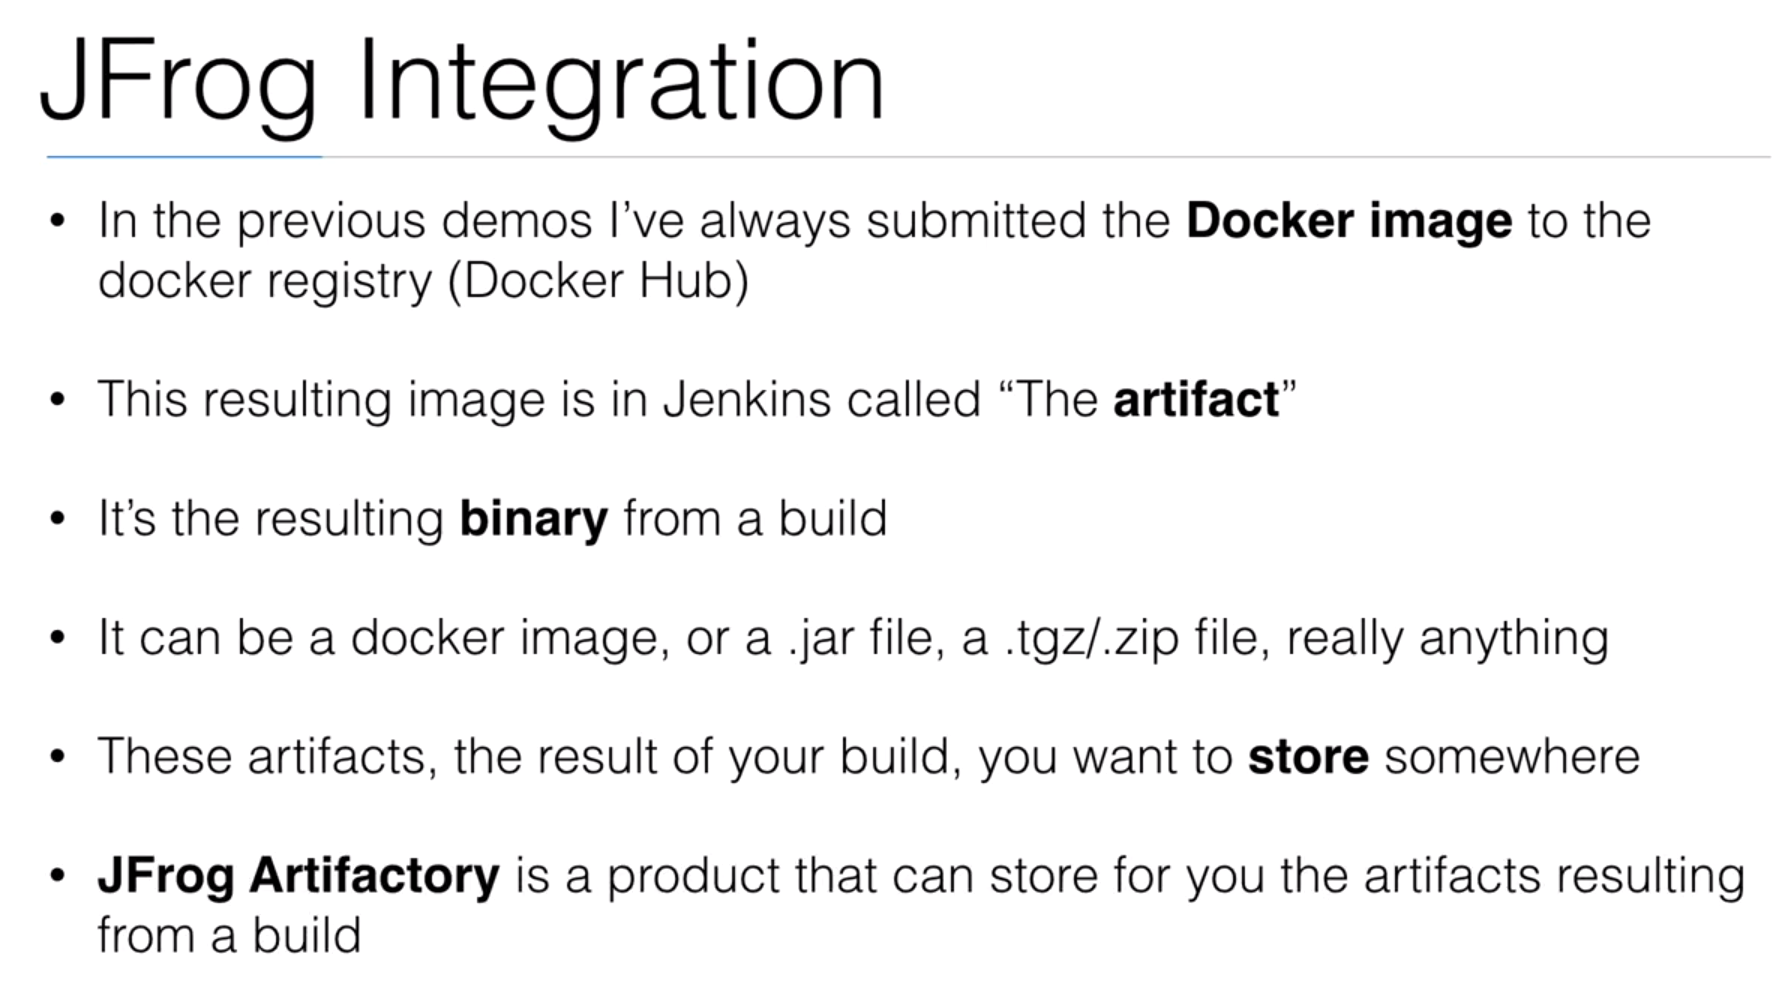 JFrog Integration
• In the previous demos I’ve always submitted the Docker image to the
docker registry (Docker Hub)
• This resulting image is in Jenkins called “The artifact”
• It’s the resulting binary from a build
• It can be a docker image, or a .jar file, a .tgz/.zip file, really anything
• These artifacts, the result of your build, you want to store somewhere
• JFrog Artifactory is a product that can store for you the artifacts resulting
from a build